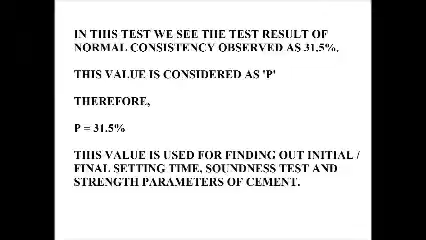 IN THIS TEST WE SEE THE TEST RESULT OF
NORMAL CONSISTENCY OBSERVED AS 31.5%.
THIS VALUE IS CONSIDERED AS 'P'
THEREFORE,
P = 31.5%
THIS VALUE IS USED FOR FINDING OUT INITIAL /
FINAL SETTING TIME, SOUNDNESS TEST AND
STRENGTH PARAMETERS OF CEMENT.